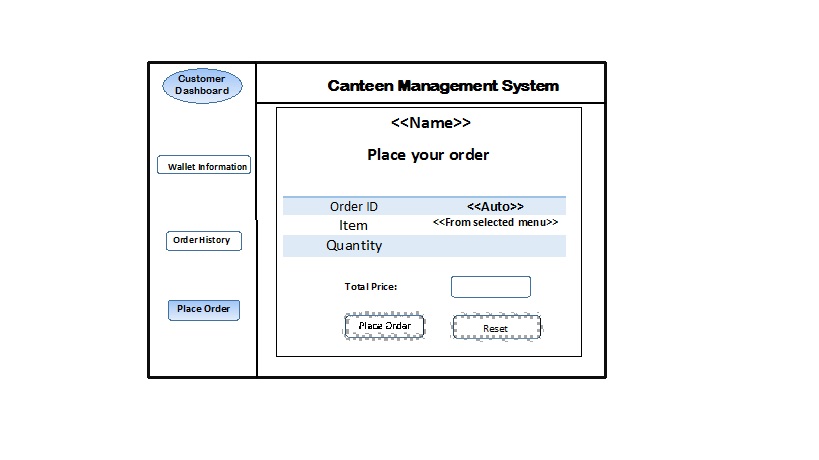 Customer
Dashboard
Canteen Management System
<<Name>>
Place your order
Wallet Information
Order ID <<Auto>>
Item <<From selected menu>>
Order History
Quantity
Total Price:
Place Order
Place Order
Reset